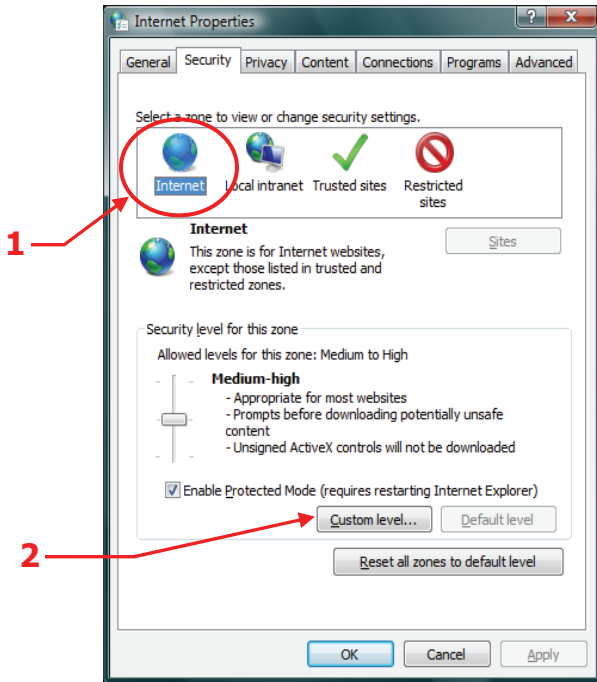 Internet Properties
?
X
General Security Privacy Content Connections Programs Advanced
Select a zone to view or change security settings.
Internet Local intranet Trusted sites Restricted
sites
1
Internet
Sites
This zone is for Internet websites,
except those listed in trusted and
restricted zones.
Security level for this zone
Allowed levels for this zone: Medium to High
Medium-high
- Appropriate for most websites
- Prompts before downloading potentially unsafe
content
- Unsigned ActiveX controls will not be downloaded
Enable Protected Mode (requires restarting Internet Explorer)
Custom level... Default level
2
Reset all zones to default level
OK Cancel Apply